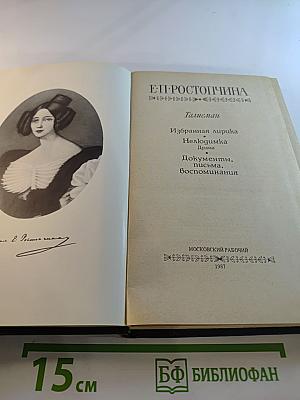 Е·П·РОСТОПЧИНА
Талисман
Избранная лирика
Нелюдимка
Драма
Документы,
письма,
воспоминания
МОСКОВСКИЙ РАБОЧИЙ
1987
15 см
БФ БИБЛИОФАН